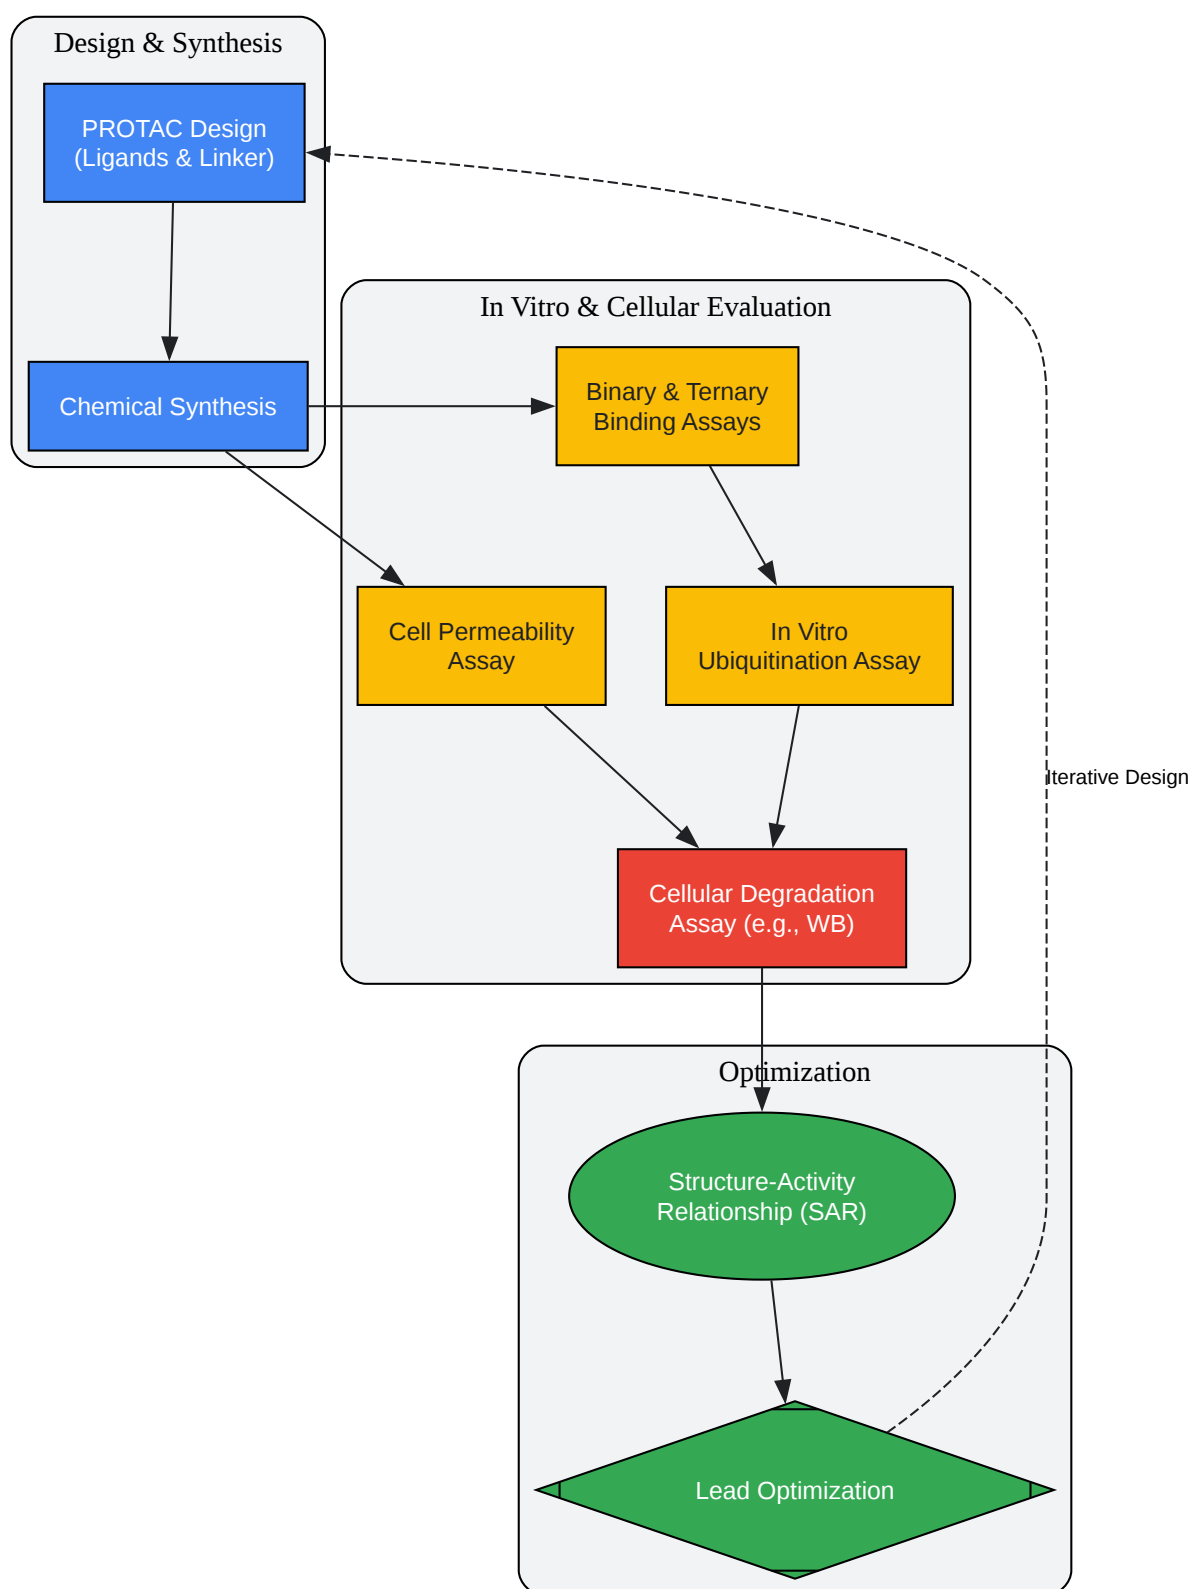 Design & Synthesis
PROTAC Design
(Ligands & Linker)
Chemical Synthesis
In Vitro & Cellular Evaluation
Binary & Ternary
Binding Assays
Cell Permeability
Assay
In Vitro
Ubiquitination Assay
Iterative Design
Cellular Degradation
Assay (e.g., WB)
Optimization
Structure-Activity
Relationship (SAR)
Lead Optimization